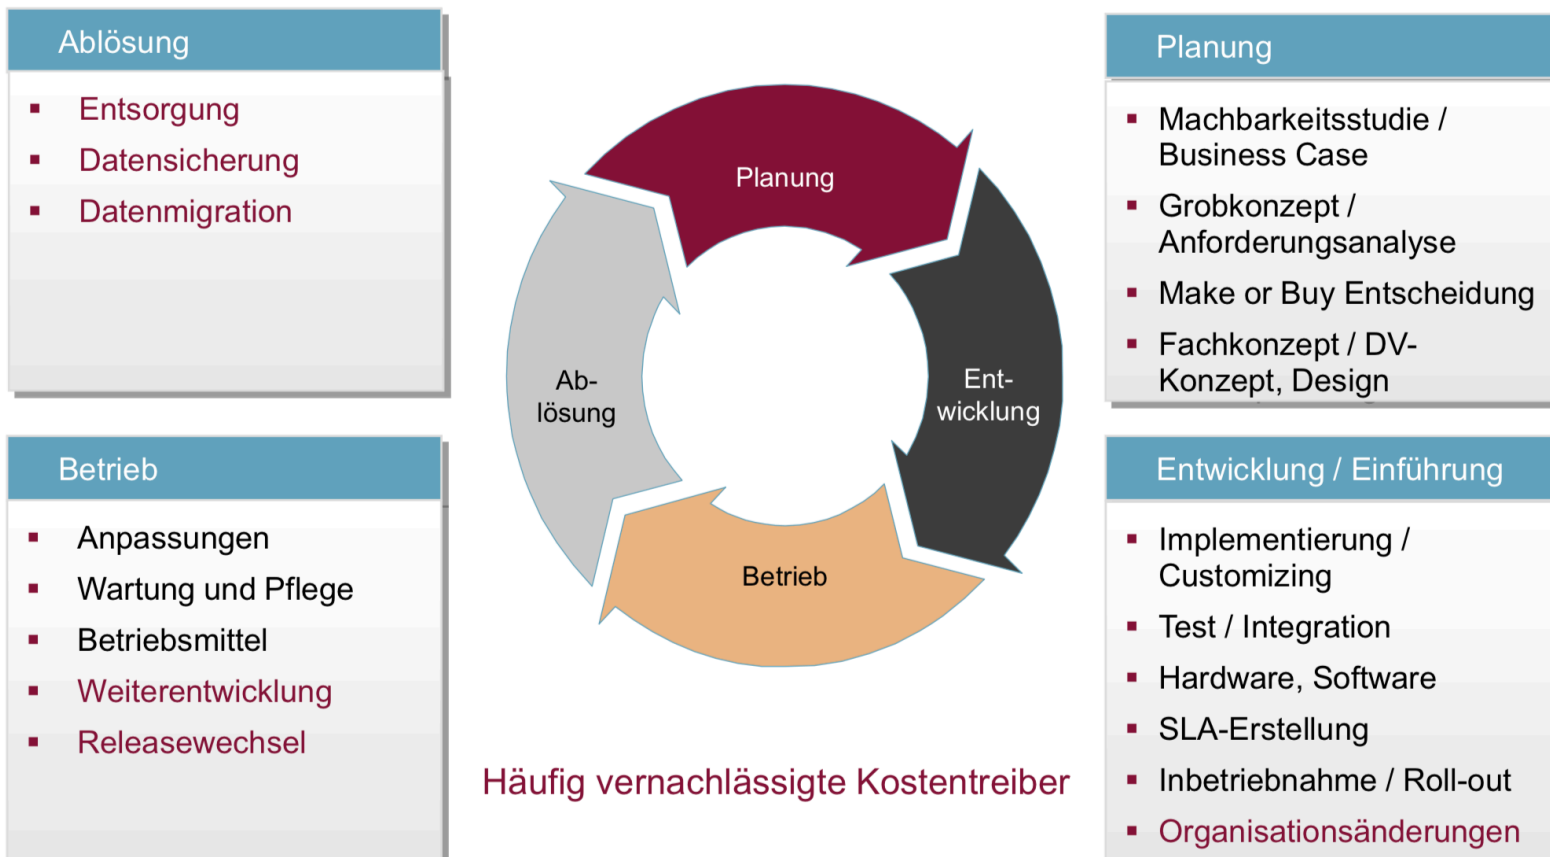 Ablösung
Entsorgung
Datensicherung
Datenmigration
Betrieb
Anpassungen
Wartung und Pflege
Betriebsmittel
Weiterentwicklung
Releasewechsel
Planung
Ent-
wicklung
Betrieb
Ab-
lösung
Häufig vernachlässigte Kostentreiber
Planung
Machbarkeitsstudie /
Business Case
Grobkonzept /
Anforderungsanalyse
Make or Buy Entscheidung
Fachkonzept / DV-
Konzept, Design
Entwicklung / Einführung
Implementierung /
Customizing
Test / Integration
Hardware, Software
SLA-Erstellung
Inbetriebnahme / Roll-out
Organisationsänderungen